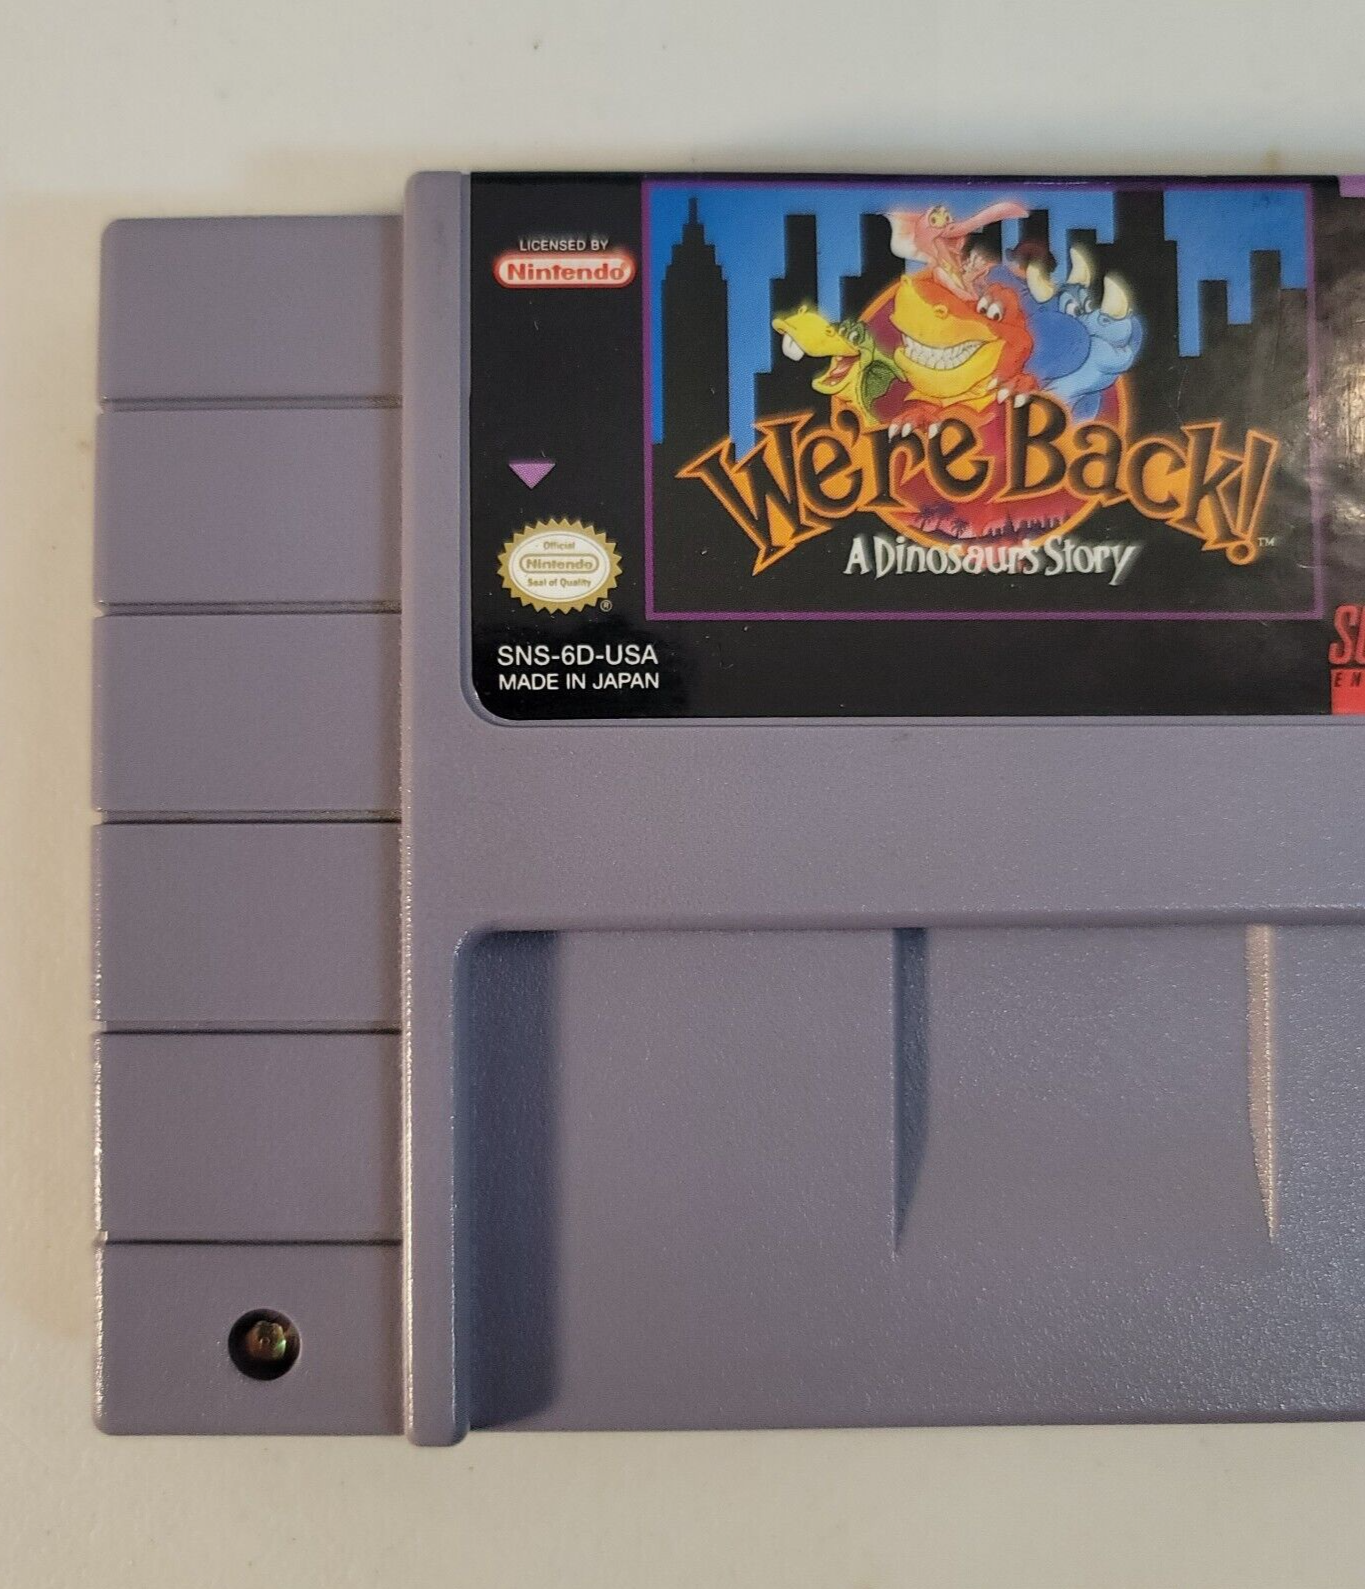 LICENSED BY
Nintendo
We're Back!™
A Dinosaur's Story
Official
Nintendo
Seal of Quality
®
SNS-6D-USA
MADE IN JAPAN